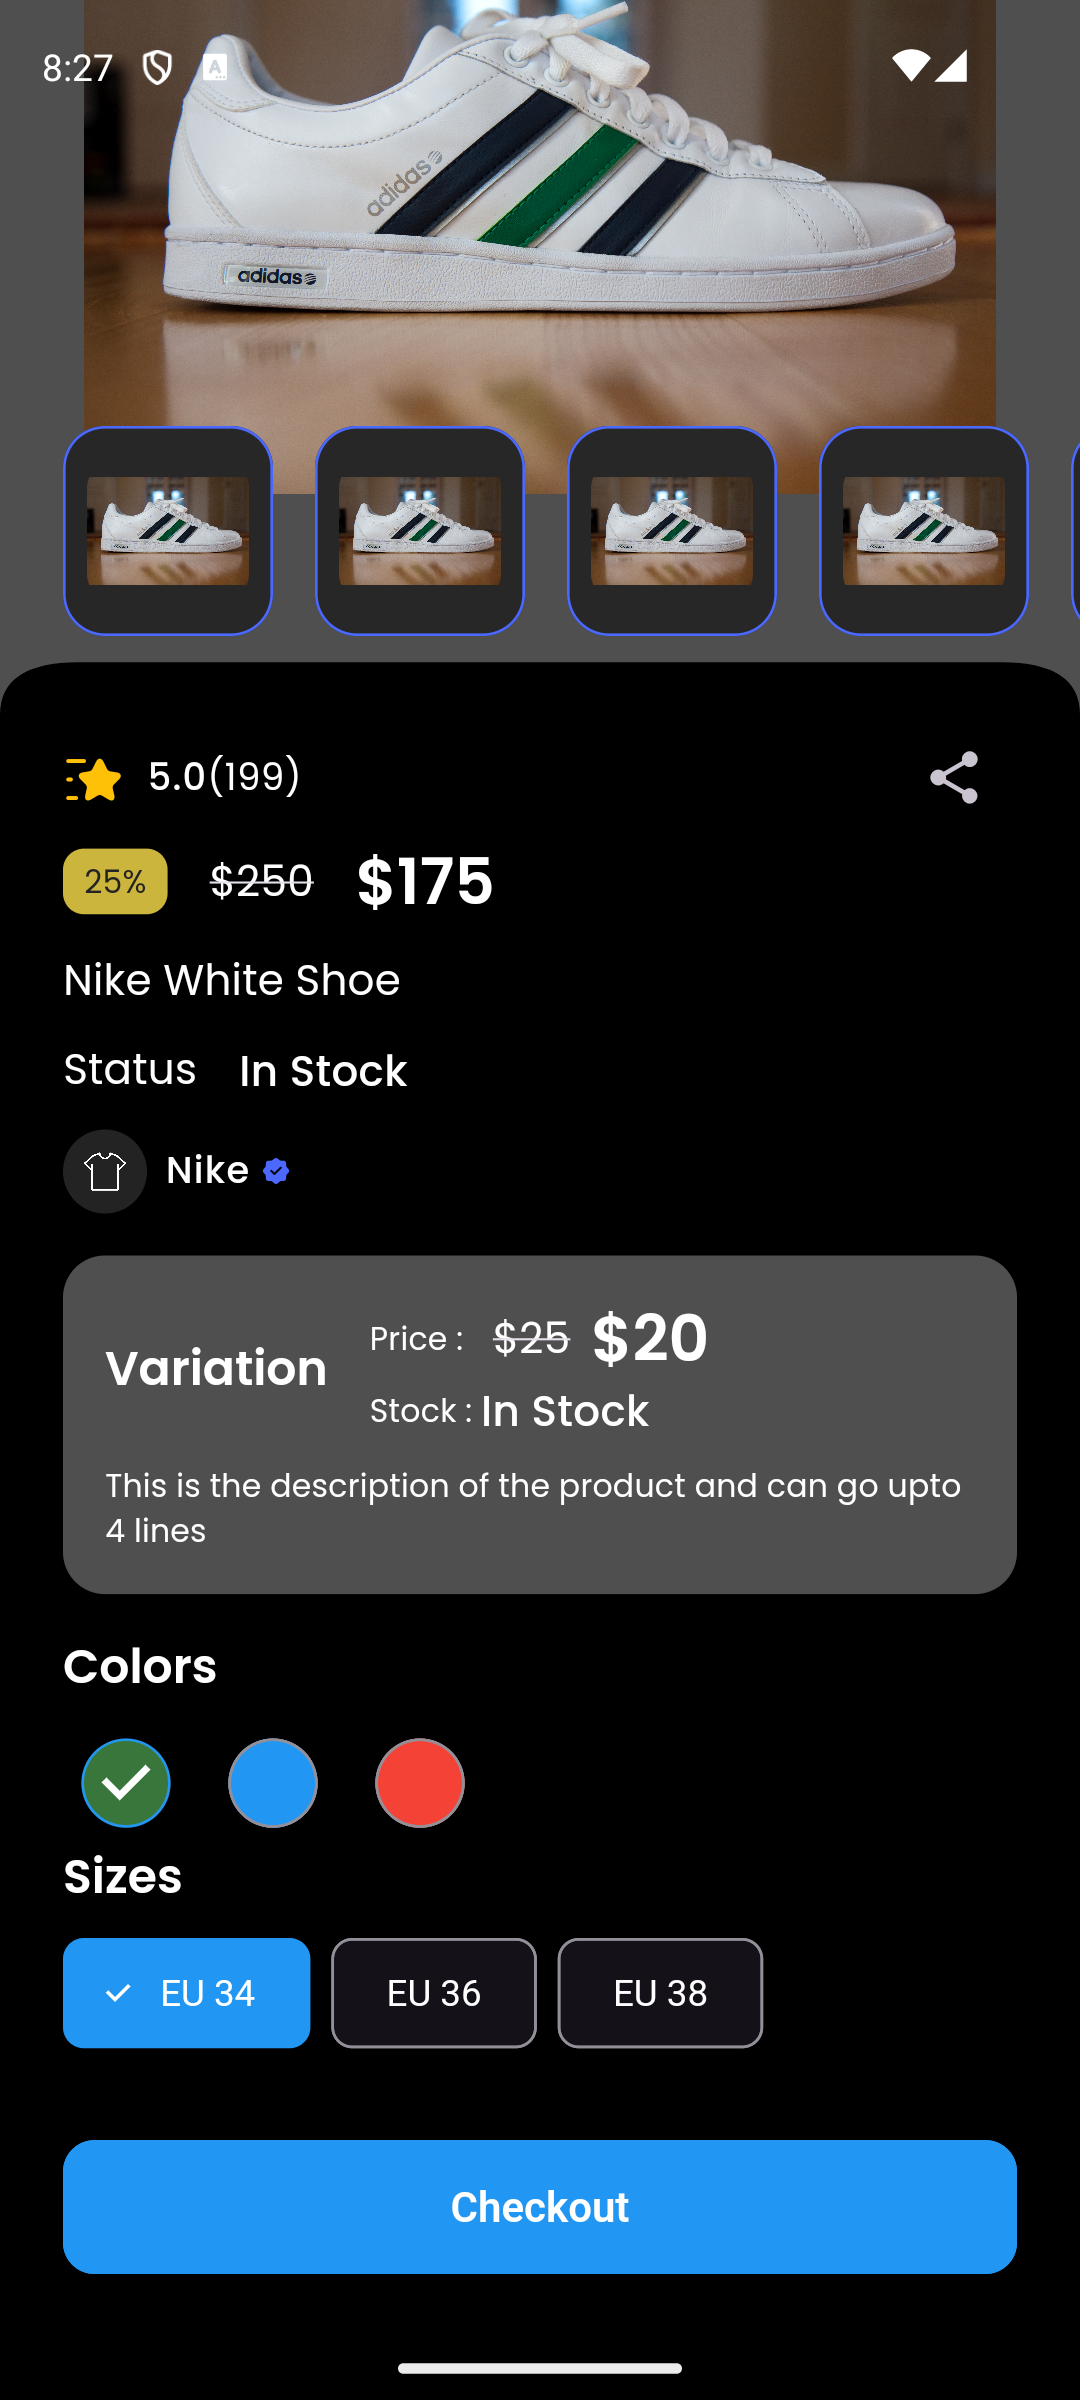 8:27
adidas
adidas
5.0(199)
25% $250 $175
Nike White Shoe
Status In Stock
Nike
Variation
Price : $25 $20
Stock : In Stock
This is the description of the product and can go upto
4 lines
Colors
Sizes
EU 34 EU 36 EU 38
Checkout